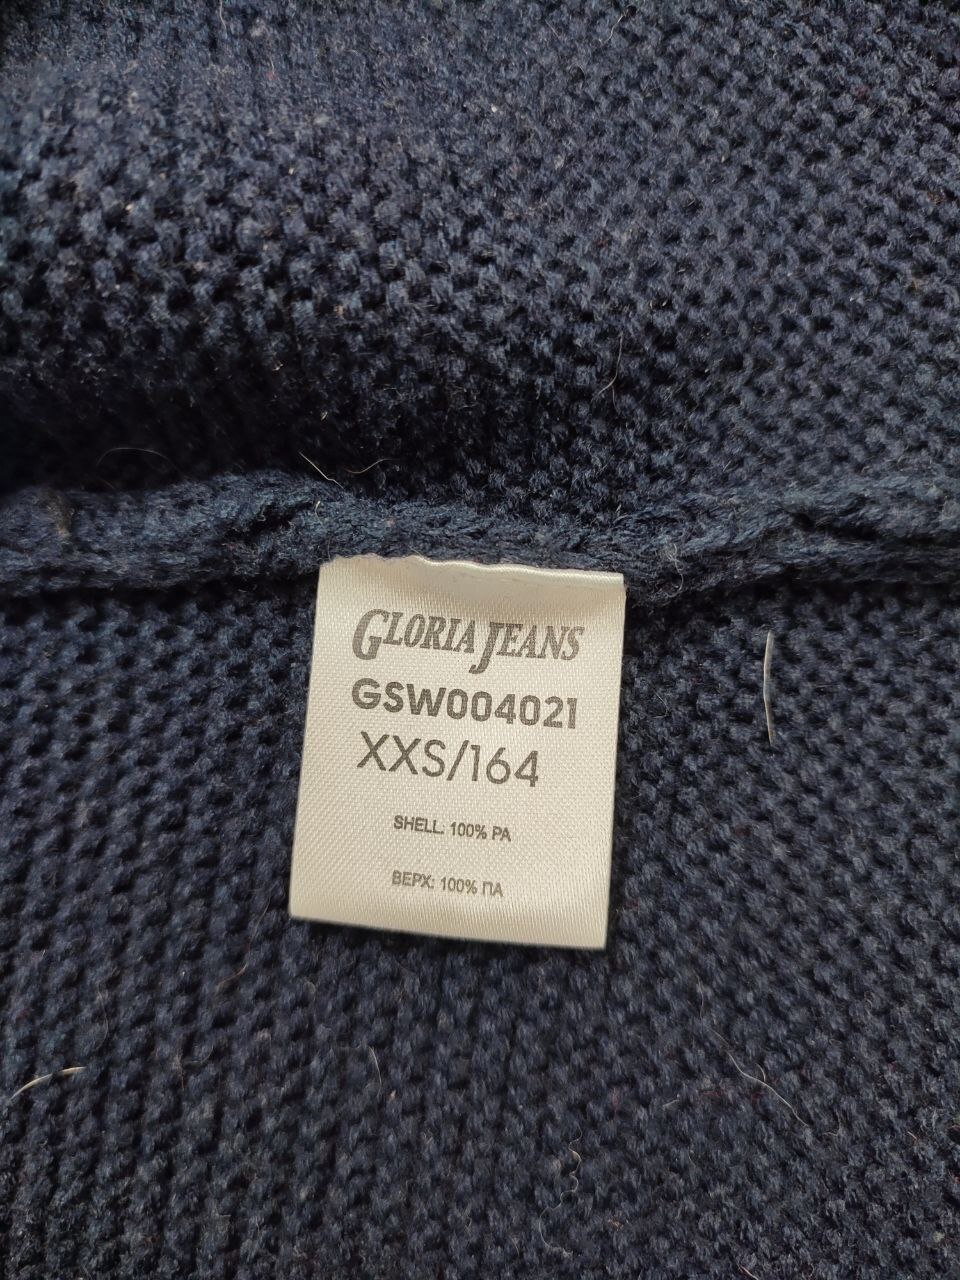 GLORIA JEANS
GSW004021
XXS/164
SHELL. 100% PA
ВЕРХ: 100% ПА